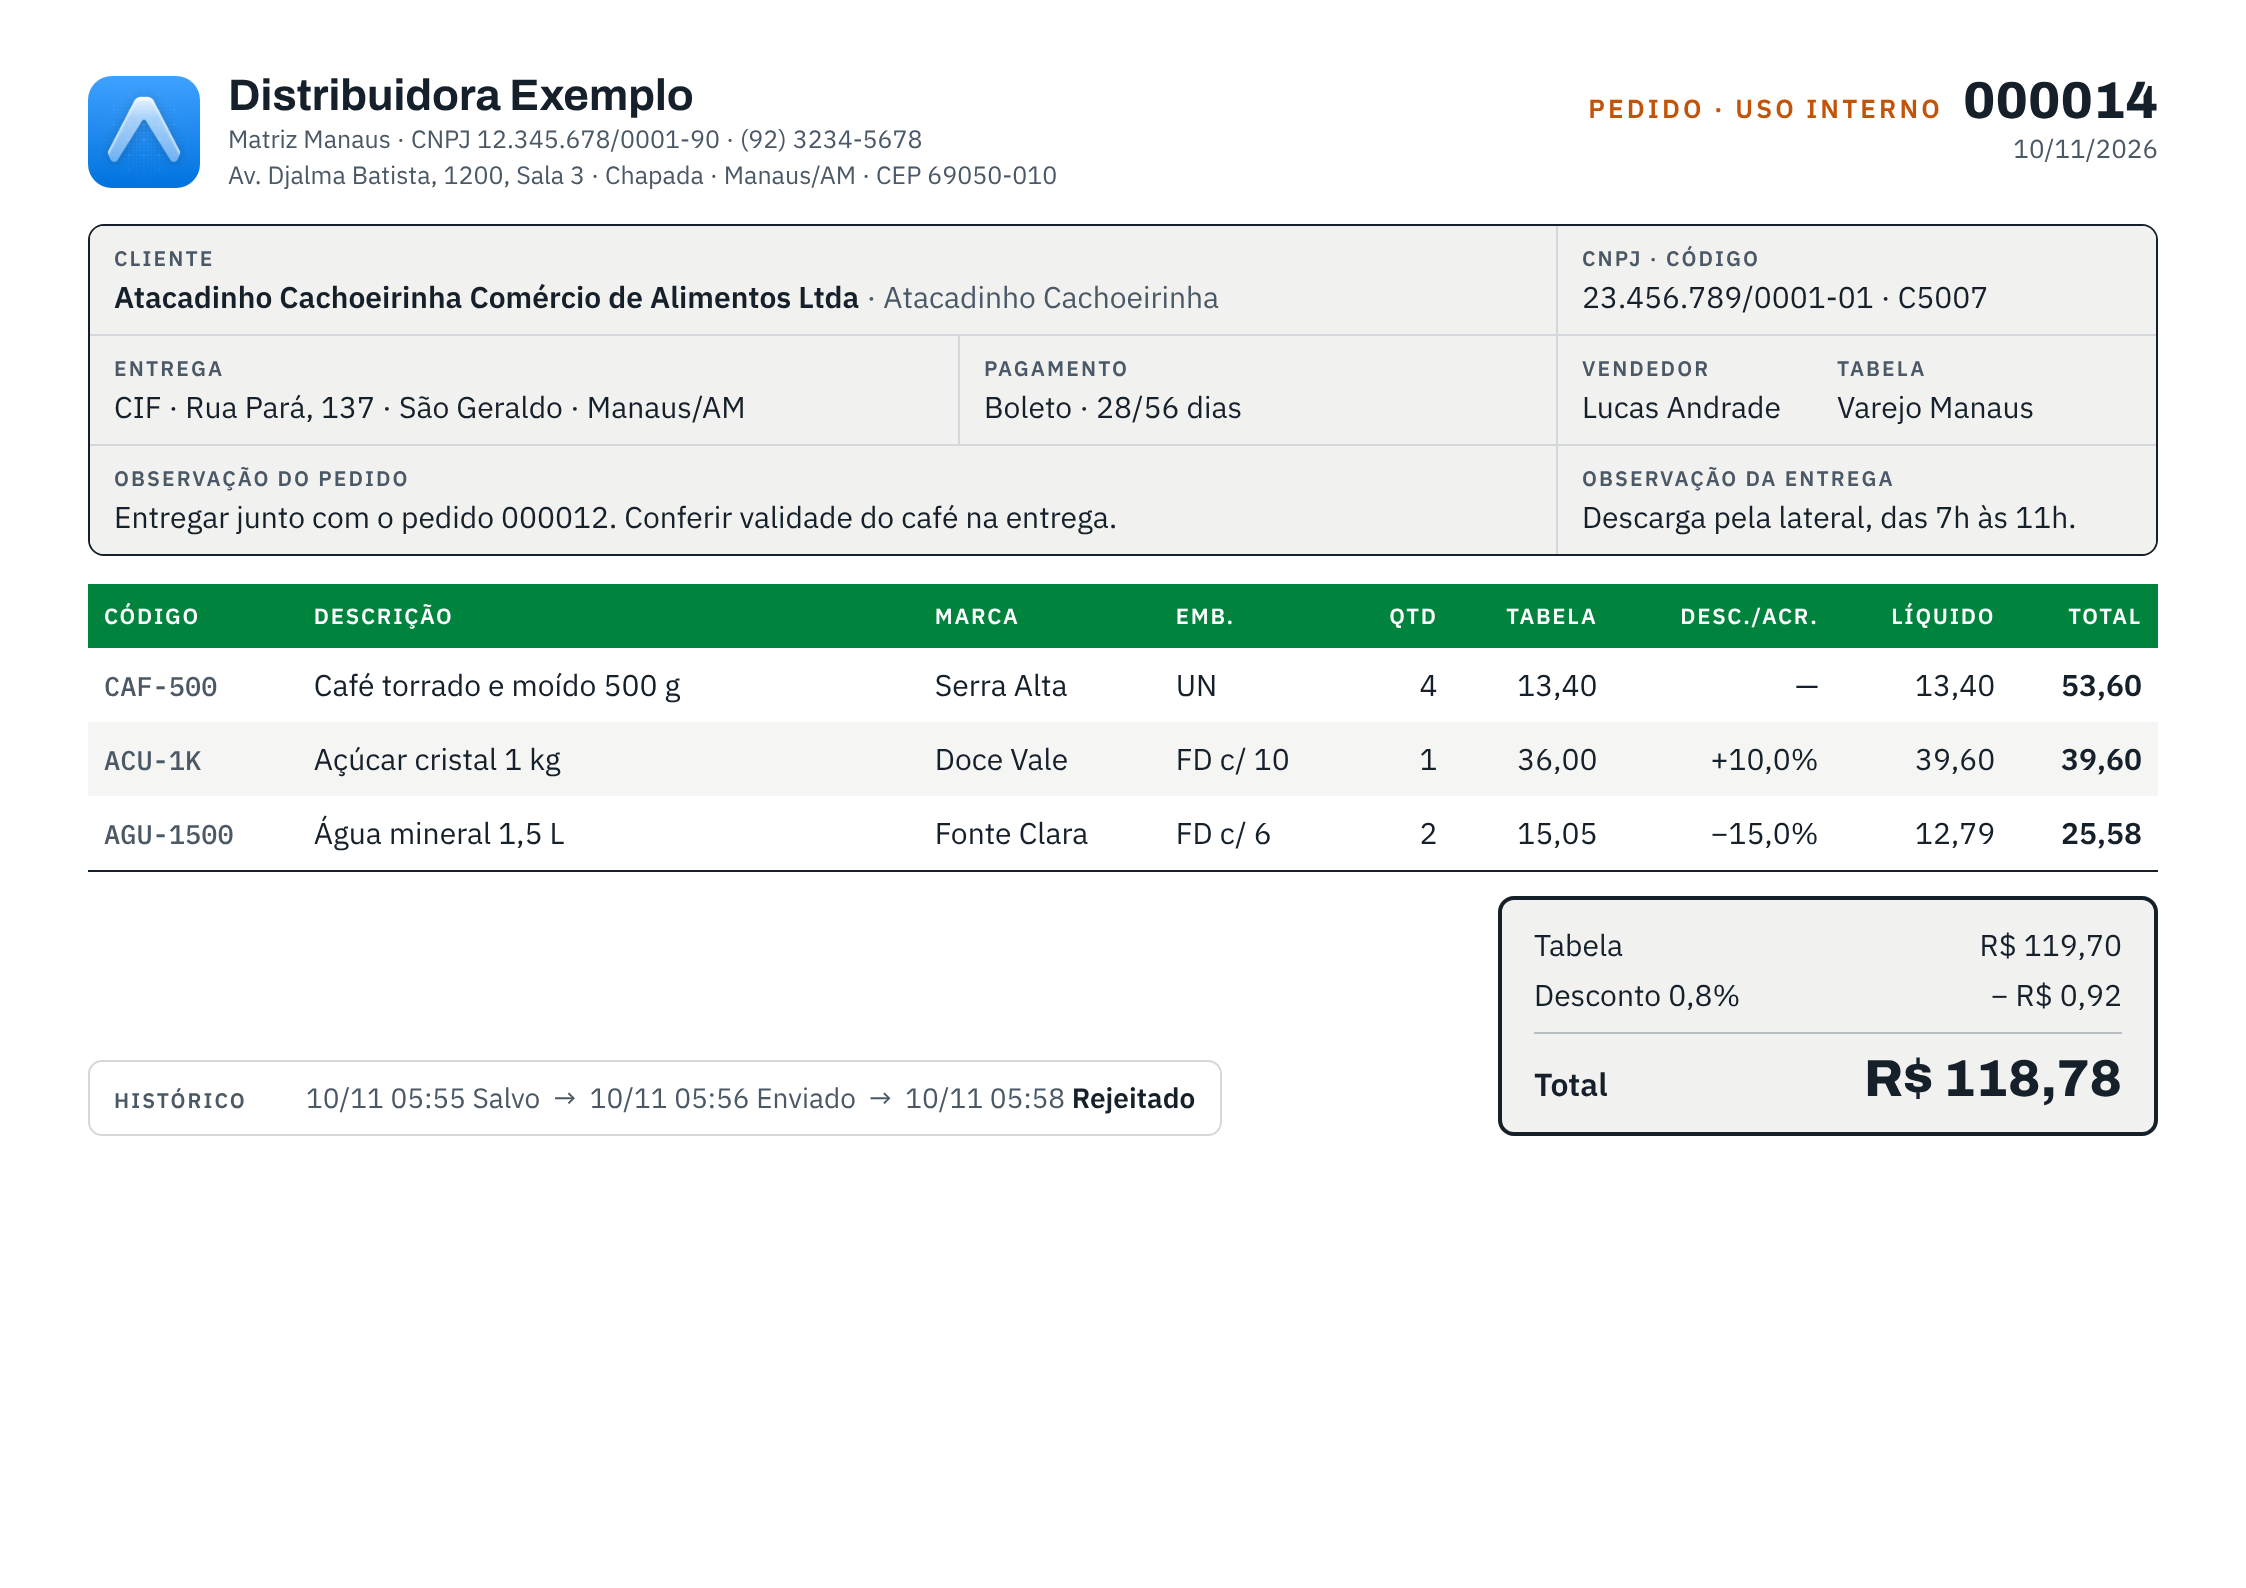 Distribuidora Exemplo
Matriz Manaus · CNPJ 12.345.678/0001-90 · (92) 3234-5678
Av. Djalma Batista, 1200, Sala 3 · Chapada · Manaus/AM · CEP 69050-010
PEDIDO · USO INTERNO 000014
10/11/2026
CLIENTE
Atacadinho Cachoeirinha Comércio de Alimentos Ltda · Atacadinho Cachoeirinha
CNPJ · CÓDIGO
23.456.789/0001-01 · C5007
ENTREGA
CIF · Rua Pará, 137 · São Geraldo · Manaus/AM
PAGAMENTO
Boleto · 28/56 dias
VENDEDOR
Lucas Andrade
TABELA
Varejo Manaus
OBSERVAÇÃO DO PEDIDO
Entregar junto com o pedido 000012. Conferir validade do café na entrega.
OBSERVAÇÃO DA ENTREGA
Descarga pela lateral, das 7h às 11h.
CÓDIGO DESCRIÇÃO MARCA EMB. QTD TABELA DESC./ACR. LÍQUIDO TOTAL
CAF-500 Café torrado e moído 500 g Serra Alta UN 4 13,40 — 13,40 53,60
ACU-1K Açúcar cristal 1 kg Doce Vale FD c/ 10 1 36,00 +10,0% 39,60 39,60
AGU-1500 Água mineral 1,5 L Fonte Clara FD c/ 6 2 15,05 −15,0% 12,79 25,58
Tabela R$ 119,70
Desconto 0,8% − R$ 0,92
Total R$ 118,78
HISTÓRICO 10/11 05:55 Salvo → 10/11 05:56 Enviado → 10/11 05:58 Rejeitado